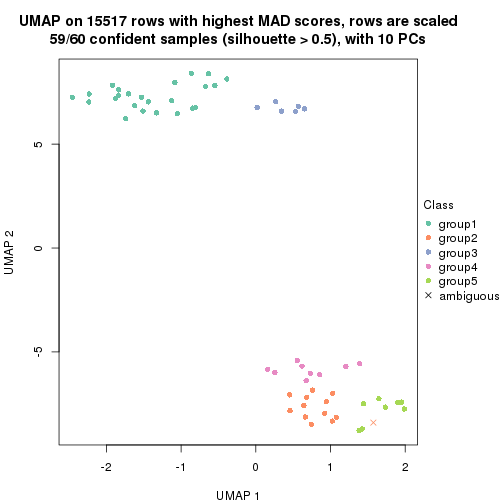 UMAP on 15517 rows with highest MAD scores, rows are scaled
59/60 confident samples (silhouette > 0.5), with 10 PCs
5
0
-5
UMAP 2
-2
-1
0
1
2
UMAP 1
Class
group1
group2
group3
group4
group5
ambiguous